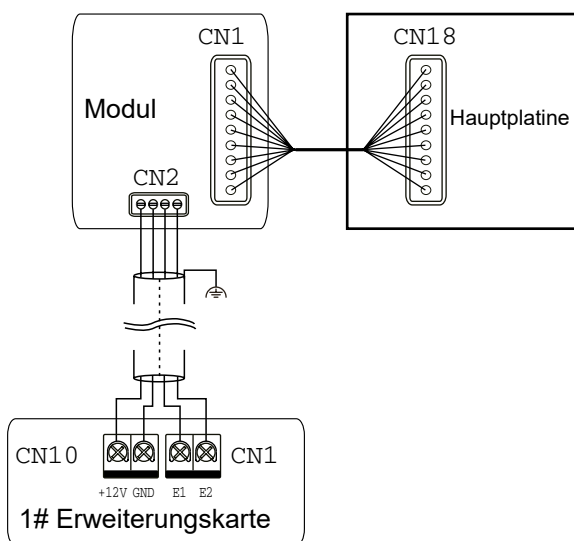 CN1
CN18
Modul
Hauptplatine
CN2
CN10
CN1
+12V GND E1 E2
1# Erweiterungskarte